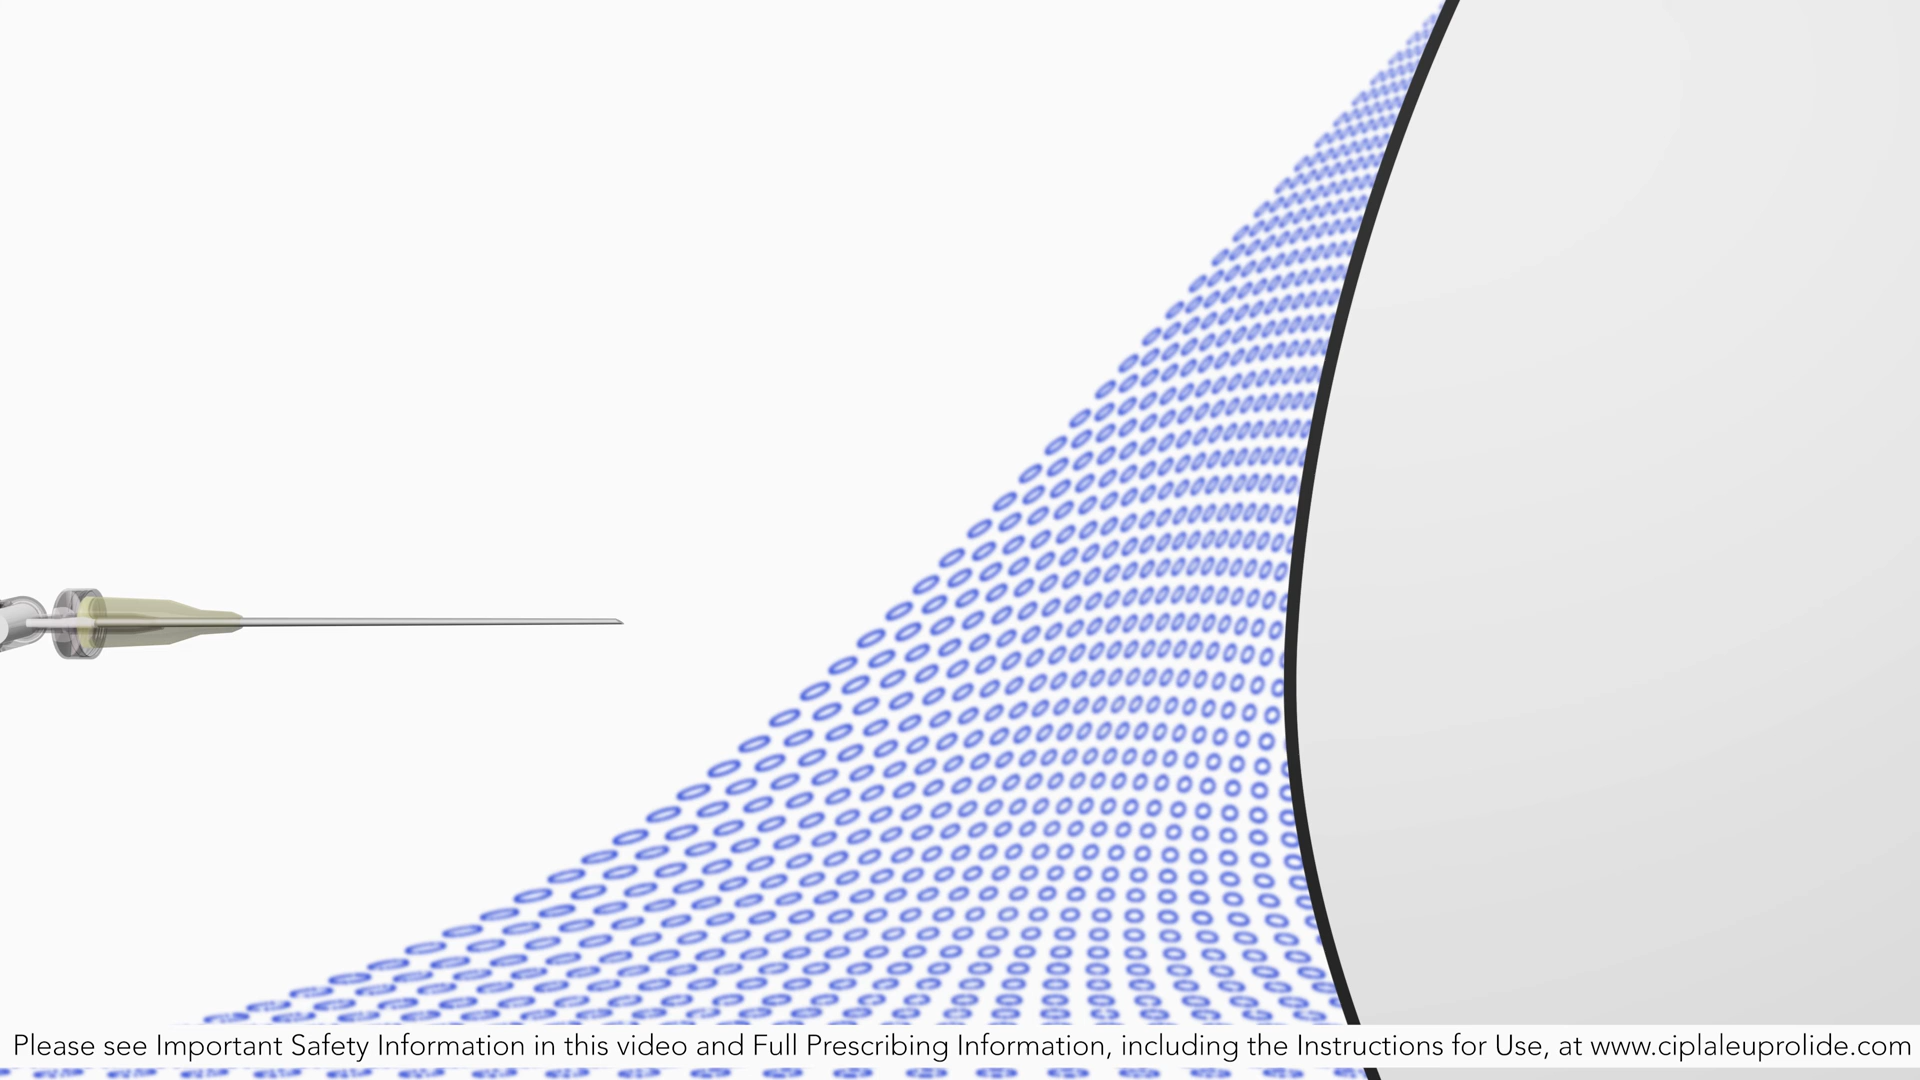 Please see Important Safety Information in this video and Full Prescribing Information, including the Instructions for Use, at www.ciplaleuprolide.com